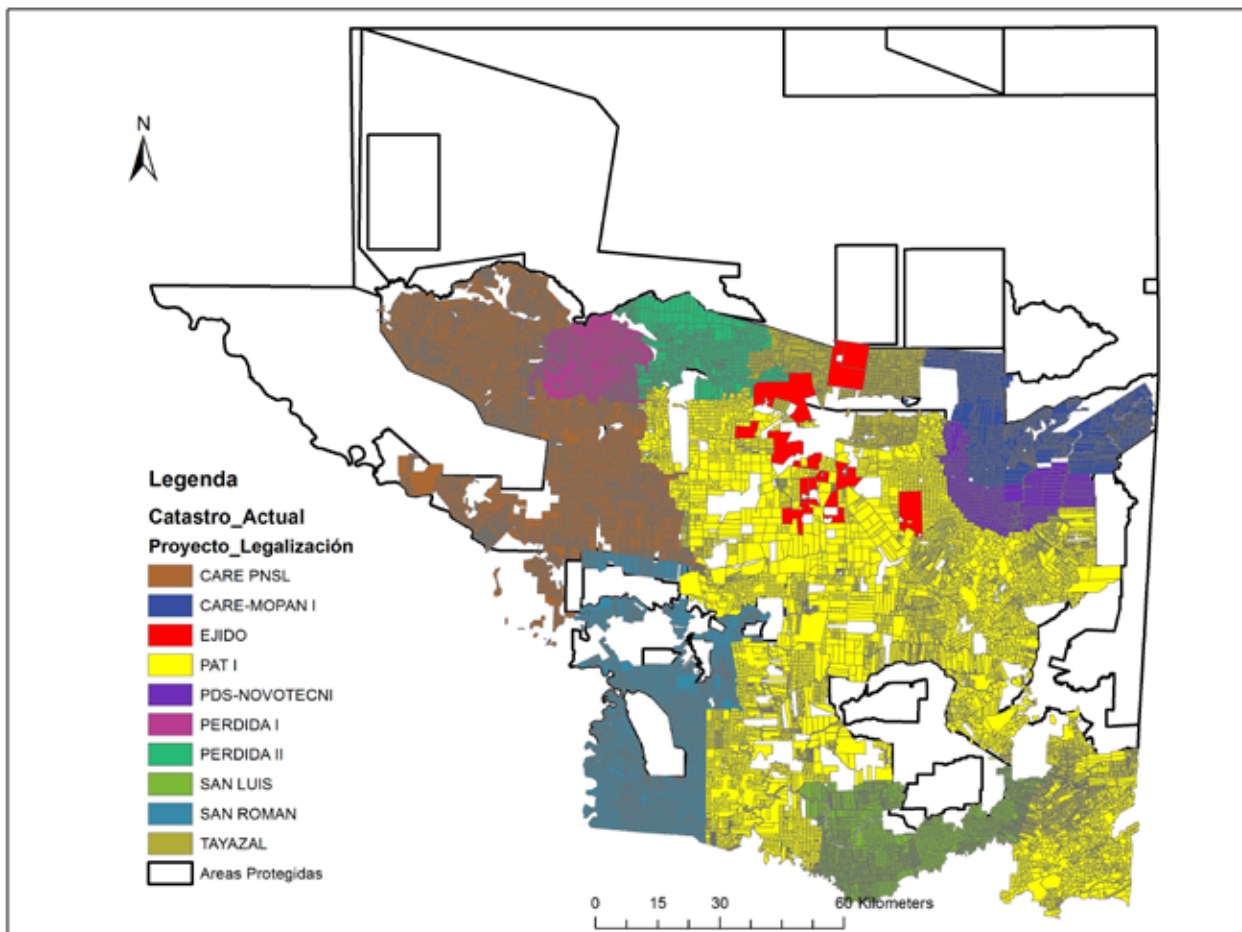 N
Legenda
Catastro_Actual
Proyecto_Legalización
CARE PNSL
CARE-MOPAN I
EJIDO
PAT I
PDS-NOVOTECNI
PERDIDA I
PERDIDA II
SAN LUIS
SAN ROMAN
TAYAZAL
Areas Protegidas
0 15 30 60 Kilometers